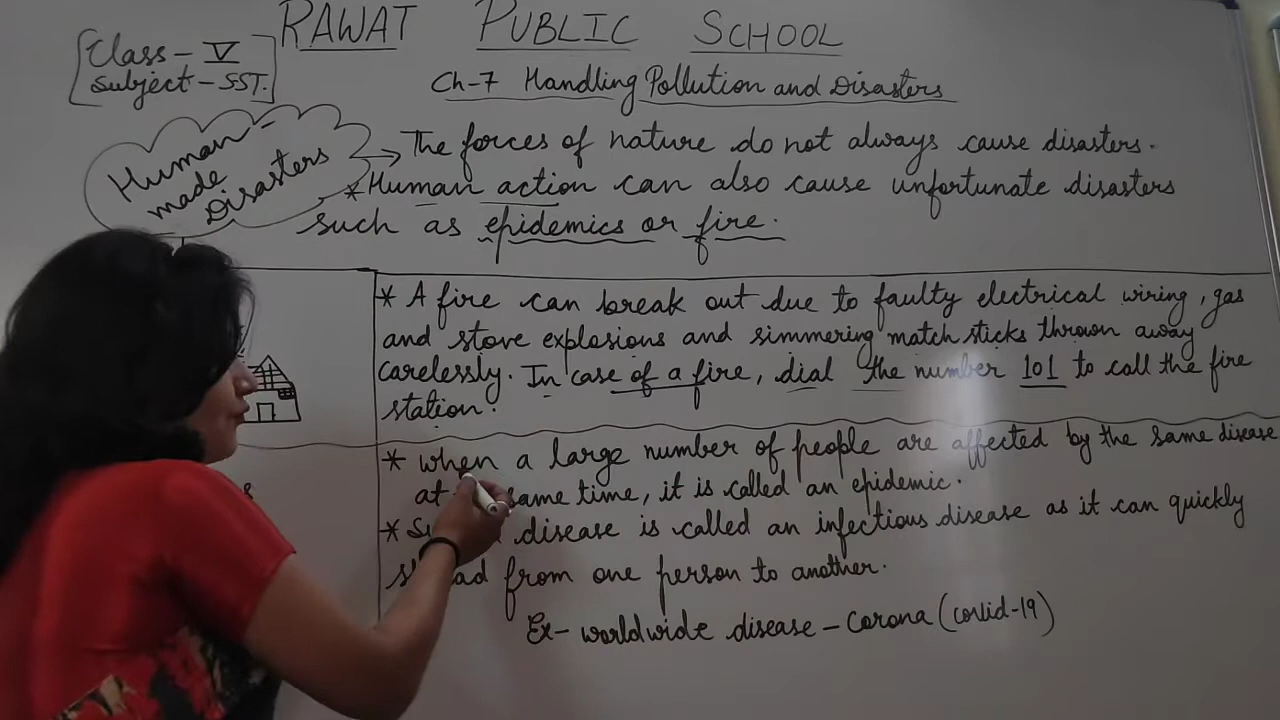 RAWAT PUBLIC SCHOOL
Class - V
Subject - SST.
Ch-7 Handling Pollution and Disasters
Human-
made
Disasters
→ The forces of nature do not always cause disasters.
* Human action can also cause unfortunate disasters
such as epidemics or fire.
* A fire can break out due to faulty electrical wiring, gas
and stove explosions and simmering match sticks thrown away
carelessly. In case of a fire, dial the number 101 to call the fire
station.
* When a large number of people are affected by the same disease
at same time, it is called an epidemic.
* disease is called an infectious disease as it can quickly
from one person to another.
Ex- worldwide disease - Corona (covid-19)